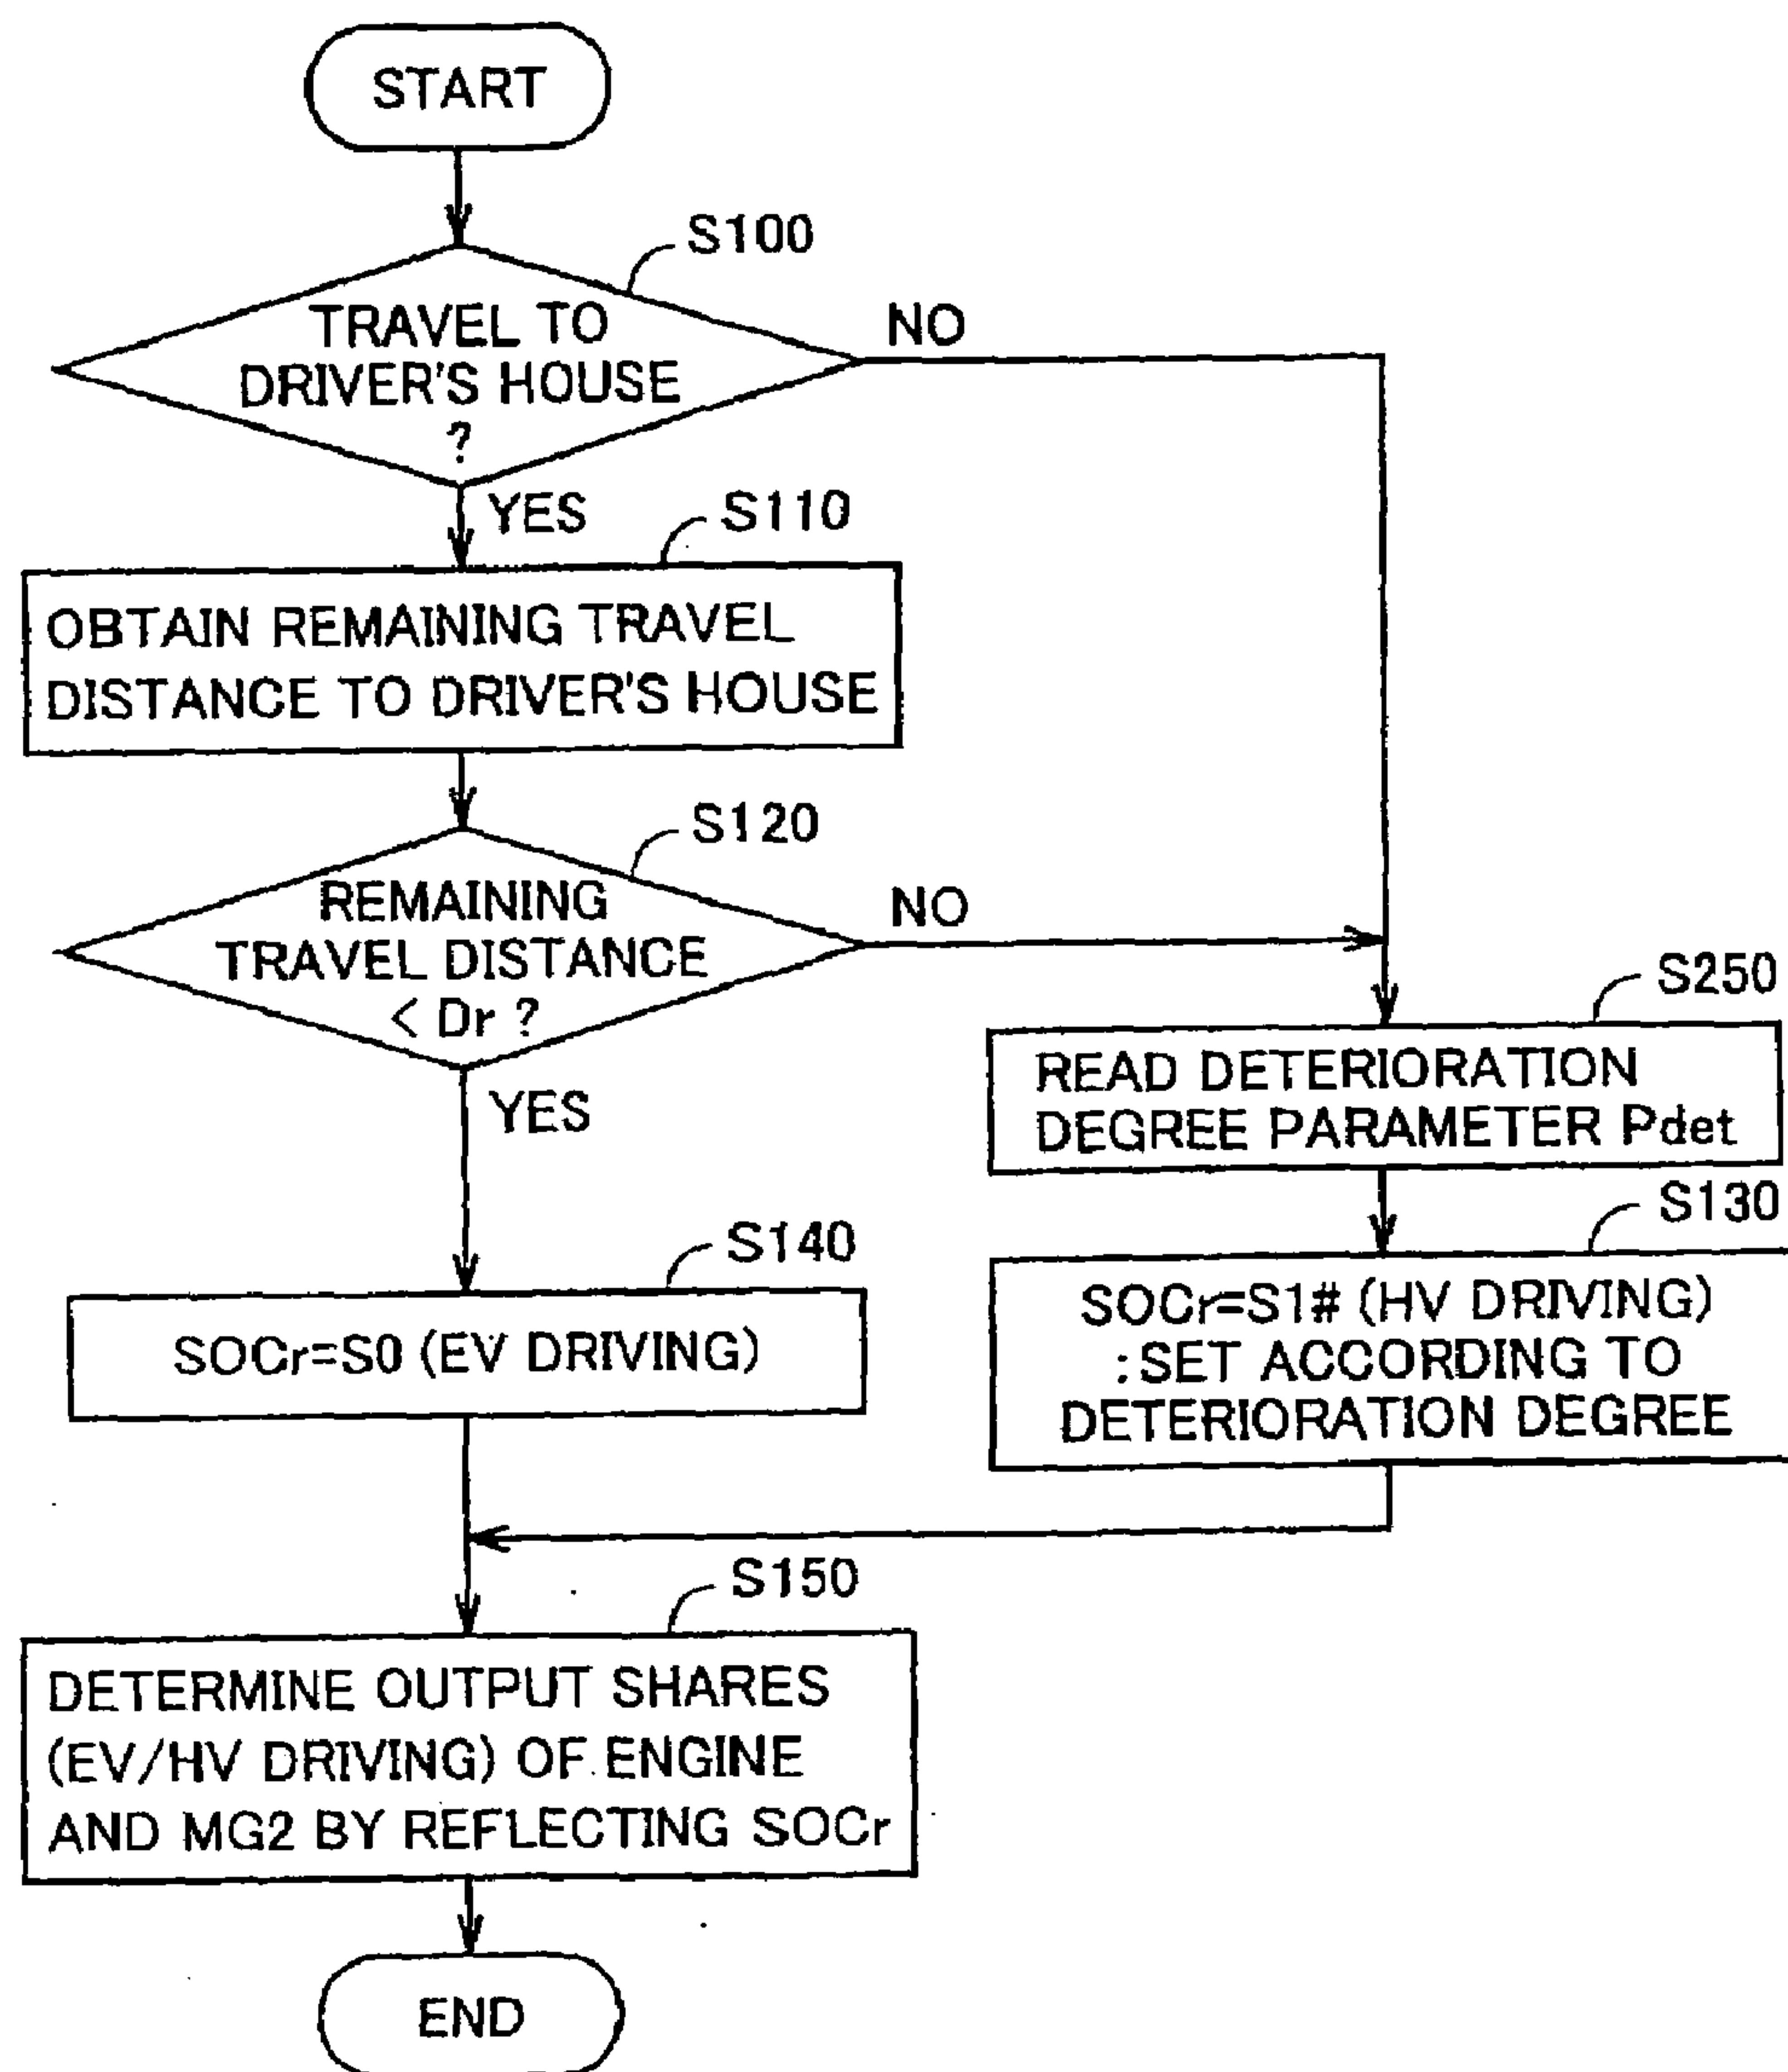 START
S100
TRAVEL TO
DRIVER'S HOUSE
?
NO
YES
S110
OBTAIN REMAINING TRAVEL
DISTANCE TO DRIVER'S HOUSE
S120
REMAINING
TRAVEL DISTANCE
< Dr ?
NO
YES
S250
READ DETERIORATION
DEGREE PARAMETER Pdet
S130
SOCr=S1# (HV DRIVING)
:SET ACCORDING TO
DETERIORATION DEGREE
S140
SOCr=S0 (EV DRIVING)
S150
DETERMINE OUTPUT SHARES
(EV/HV DRIVING) OF ENGINE
AND MG2 BY REFLECTING SOCr
END